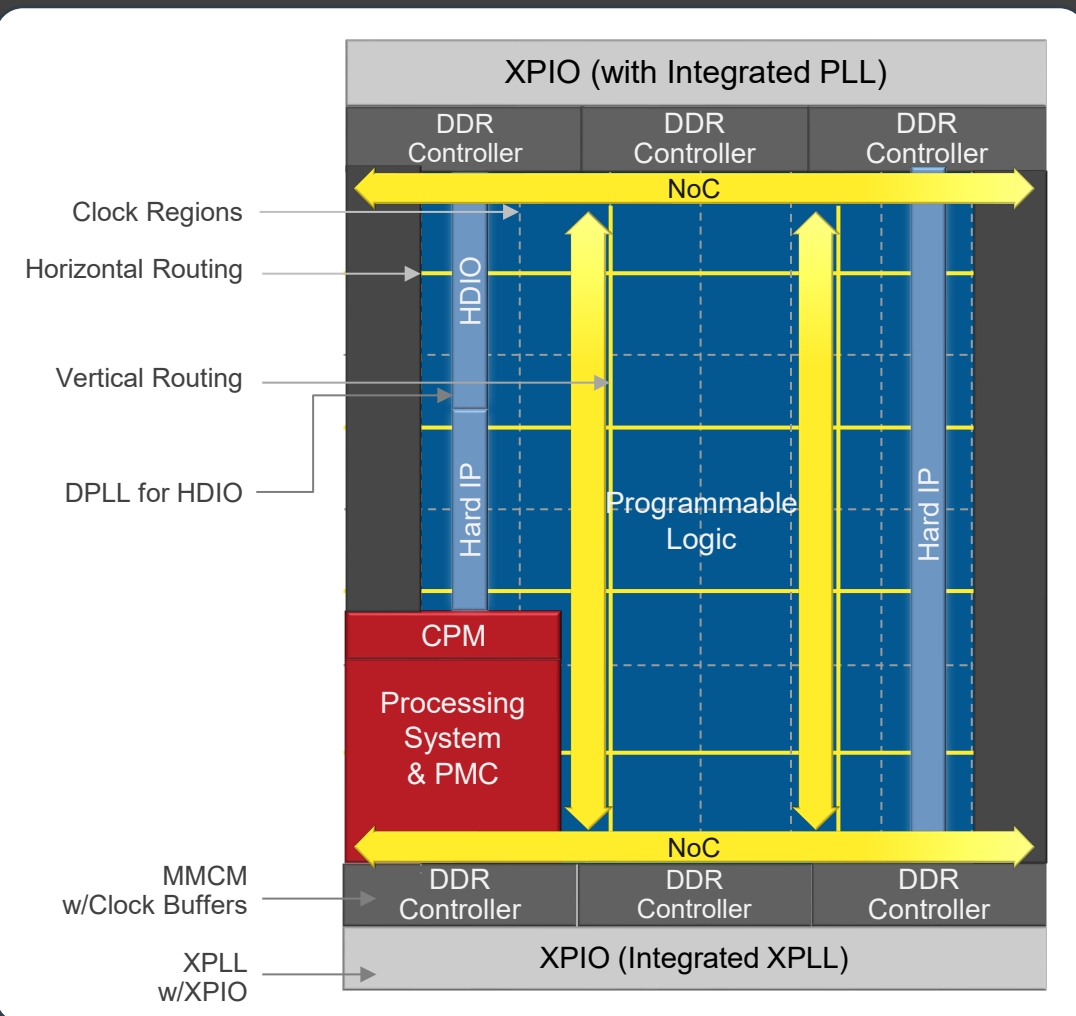 XPIO (with Integrated PLL)
DDR
Controller
DDR
Controller
DDR
Controller
NoC
Clock Regions
Horizontal Routing
HDIO
Vertical Routing
DPLL for HDIO
Hard IP
Programmable
Logic
Hard IP
CPM
Processing
System
& PMC
NoC
MMCM
w/Clock Buffers
DDR
Controller
DDR
Controller
DDR
Controller
XPIO (Integrated XPLL)
XPLL
w/XPIO